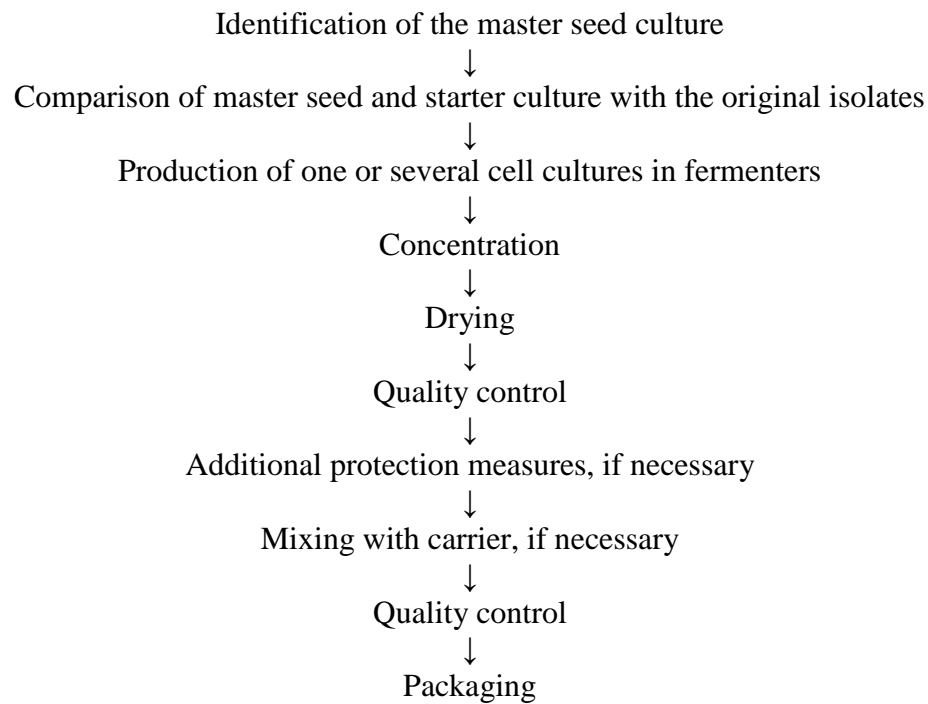 Identification of the master seed culture
↓
Comparison of master seed and starter culture with the original isolates
↓
Production of one or several cell cultures in fermenters
↓
Concentration
↓
Drying
↓
Quality control
↓
Additional protection measures, if necessary
↓
Mixing with carrier, if necessary
↓
Quality control
↓
Packaging